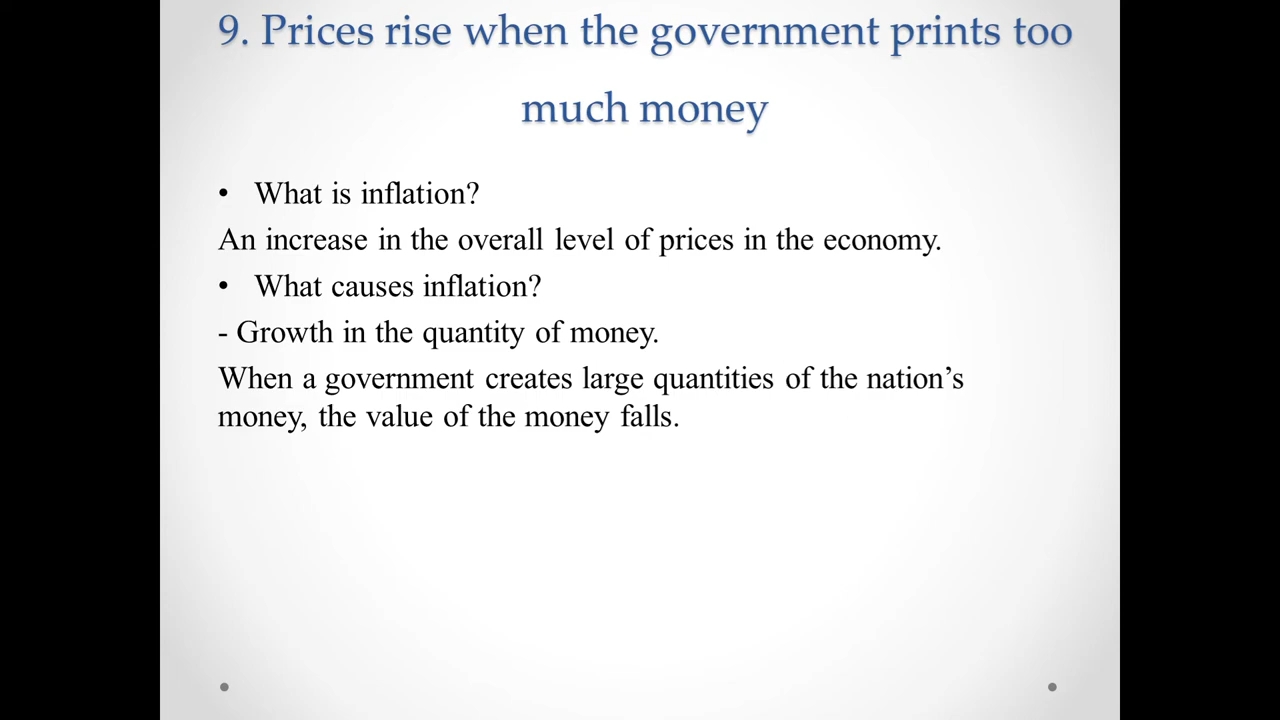 9. Prices rise when the government prints too
much money
• What is inflation?
An increase in the overall level of prices in the economy.
• What causes inflation?
- Growth in the quantity of money.
When a government creates large quantities of the nation’s
money, the value of the money falls.